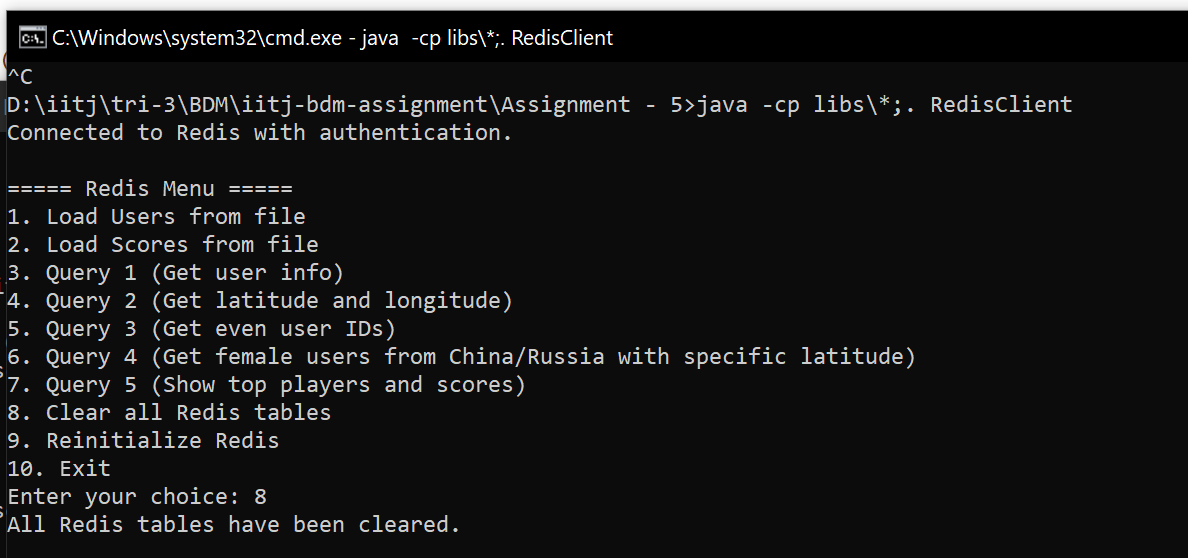 C:\Windows\system32\cmd.exe - java  -cp libs\*;. RedisClient
^C
D:\iitj\tri-3\BDM\iitj-bdm-assignment\Assignment - 5>java -cp libs\*;. RedisClient
Connected to Redis with authentication.
===== Redis Menu =====
1. Load Users from file
2. Load Scores from file
3. Query 1 (Get user info)
4. Query 2 (Get latitude and longitude)
5. Query 3 (Get even user IDs)
6. Query 4 (Get female users from China/Russia with specific latitude)
7. Query 5 (Show top players and scores)
8. Clear all Redis tables
9. Reinitialize Redis
10. Exit
Enter your choice: 8
All Redis tables have been cleared.